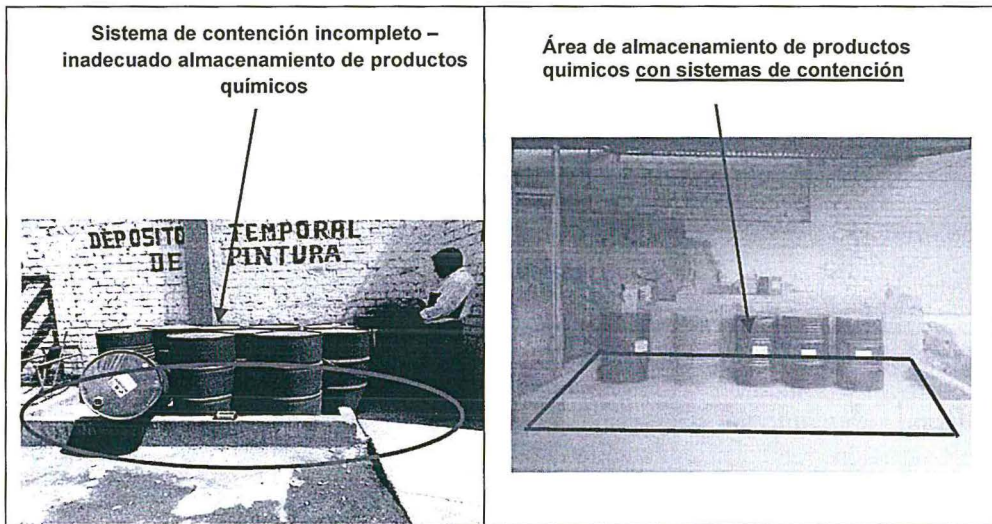 Sistema de contención incompleto –
inadecuado almacenamiento de productos
químicos
Área de almacenamiento de productos
quimicos con sistemas de contención
DEPOSITO TEMPORAL
DE PINTURA